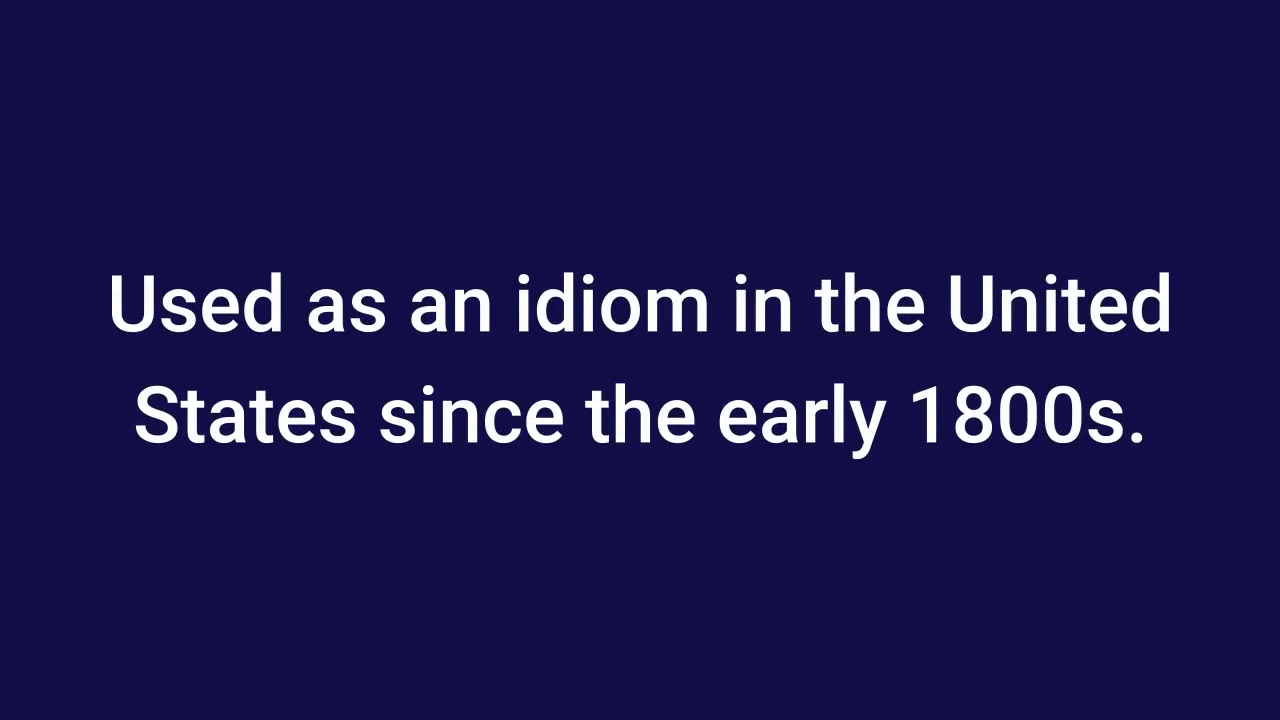 Used as an idiom in the United
States since the early 1800s.